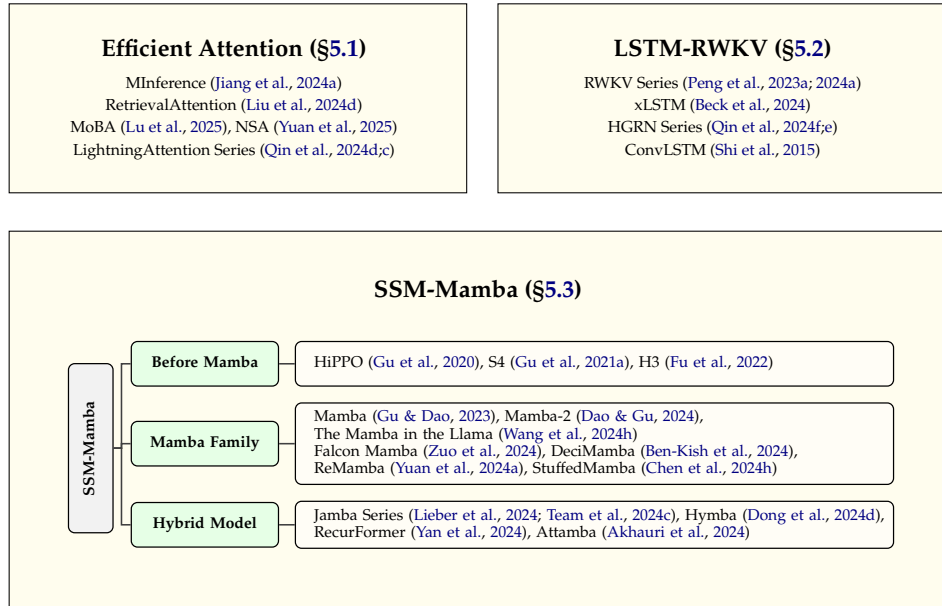 Efficient Attention (§5.1)
MInference (Jiang et al., 2024a)
RetrievalAttention (Liu et al., 2024d)
MoBA (Lu et al., 2025), NSA (Yuan et al., 2025)
LightningAttention Series (Qin et al., 2024d;c)
LSTM-RWKV (§5.2)
RWKV Series (Peng et al., 2023a; 2024a)
xLSTM (Beck et al., 2024)
HGRN Series (Qin et al., 2024f;e)
ConvLSTM (Shi et al., 2015)
SSM-Mamba (§5.3)
SSM-Mamba
Before Mamba
HiPPO (Gu et al., 2020), S4 (Gu et al., 2021a), H3 (Fu et al., 2022)
Mamba Family
Mamba (Gu & Dao, 2023), Mamba-2 (Dao & Gu, 2024),
The Mamba in the Llama (Wang et al., 2024h)
Falcon Mamba (Zuo et al., 2024), DeciMamba (Ben-Kish et al., 2024),
ReMamba (Yuan et al., 2024a), StuffedMamba (Chen et al., 2024h)
Hybrid Model
Jamba Series (Lieber et al., 2024; Team et al., 2024c), Hymba (Dong et al., 2024d),
RecurFormer (Yan et al., 2024), Attamba (Akhauri et al., 2024)